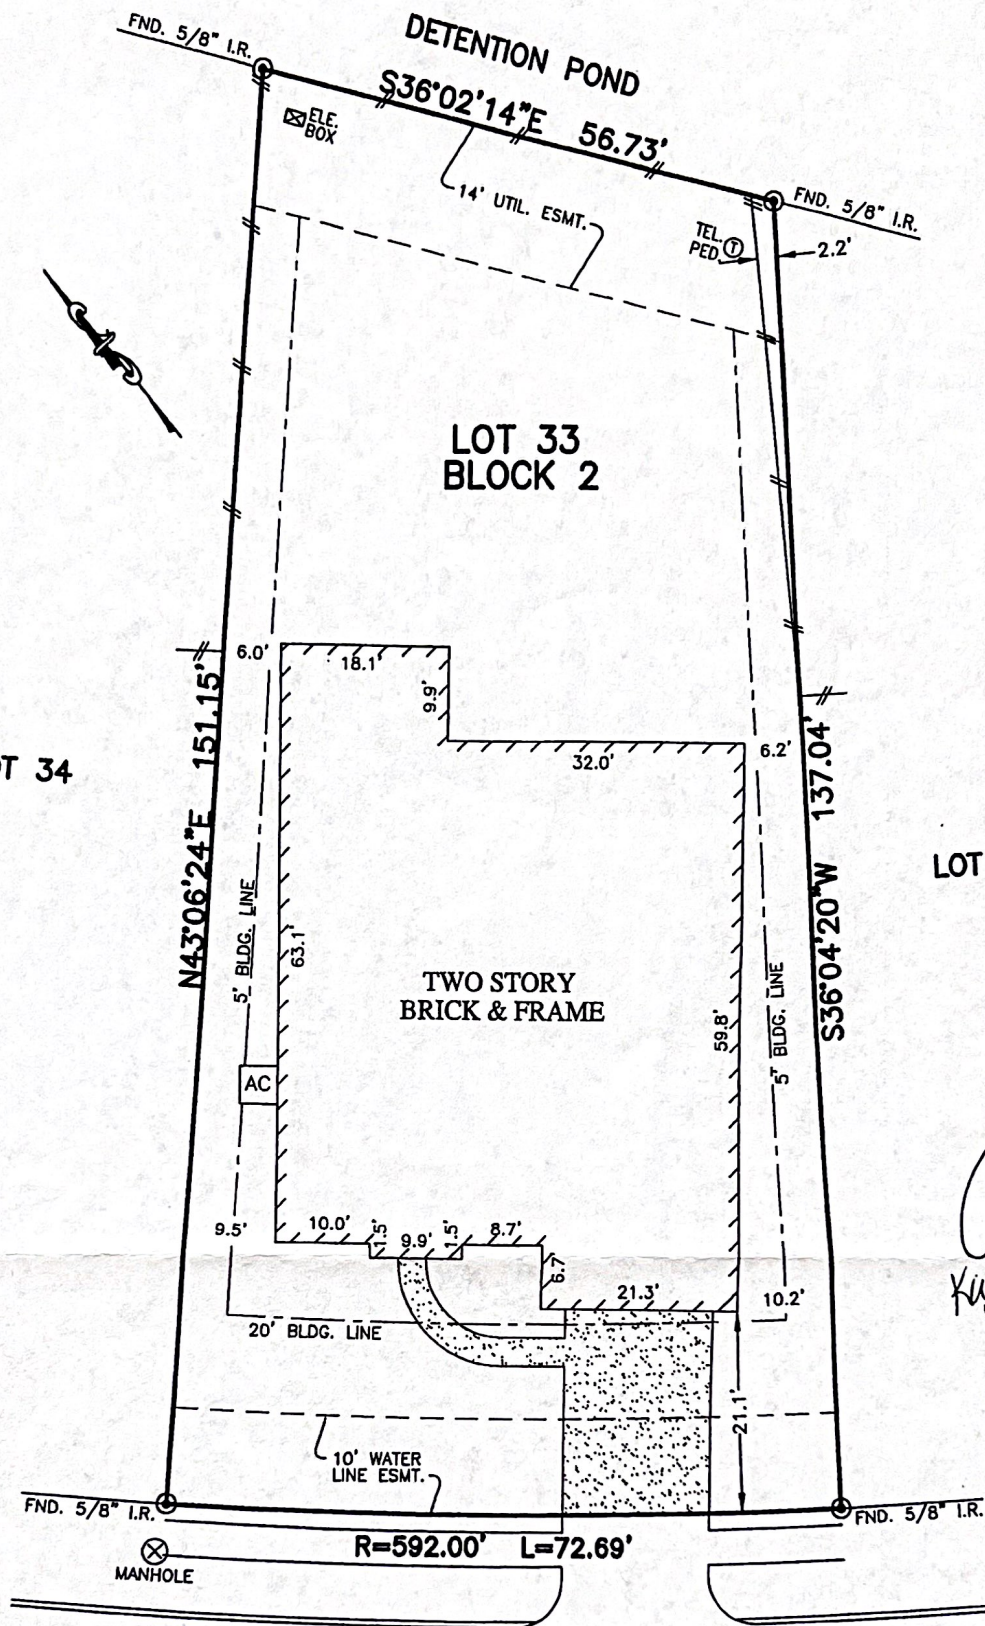 DETENTION POND
FND. 5/8" I.R.
S36°02'14"E 56.73'
ELE.
BOX
14' UTIL. ESMT.
FND. 5/8" I.R.
TEL.
PED.
T
2.2'
LOT 33
BLOCK 2
6.0'
18.1'
9.9'
32.0'
6.2'
N43°06'24"E 151.15'
S36°04'20"W 137.04'
34
LOT
5' BLDG. LINE
63.1'
TWO STORY
BRICK & FRAME
59.8'
5' BLDG. LINE
AC
9.5'
10.0'
1.5'
9.9'
1.5'
8.7'
6.7'
21.3'
10.2'
20' BLDG. LINE
21.1'
10' WATER
LINE ESMT.
FND. 5/8" I.R.
FND. 5/8" I.R.
R=592.00' L=72.69'
MANHOLE